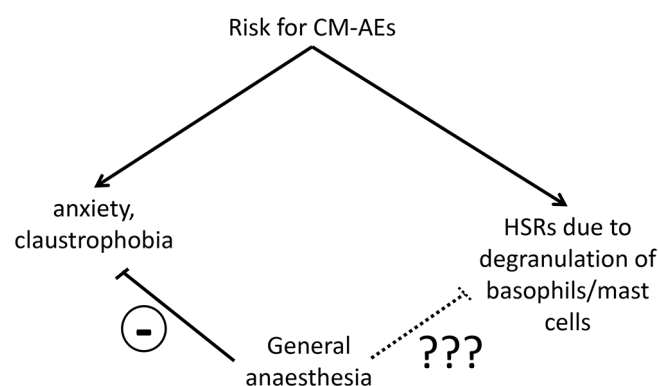 Risk for CM-AEs
anxiety,
claustrophobia
HSRs due to
degranulation of
basophils/mast
cells
-
General
anaesthesia
???